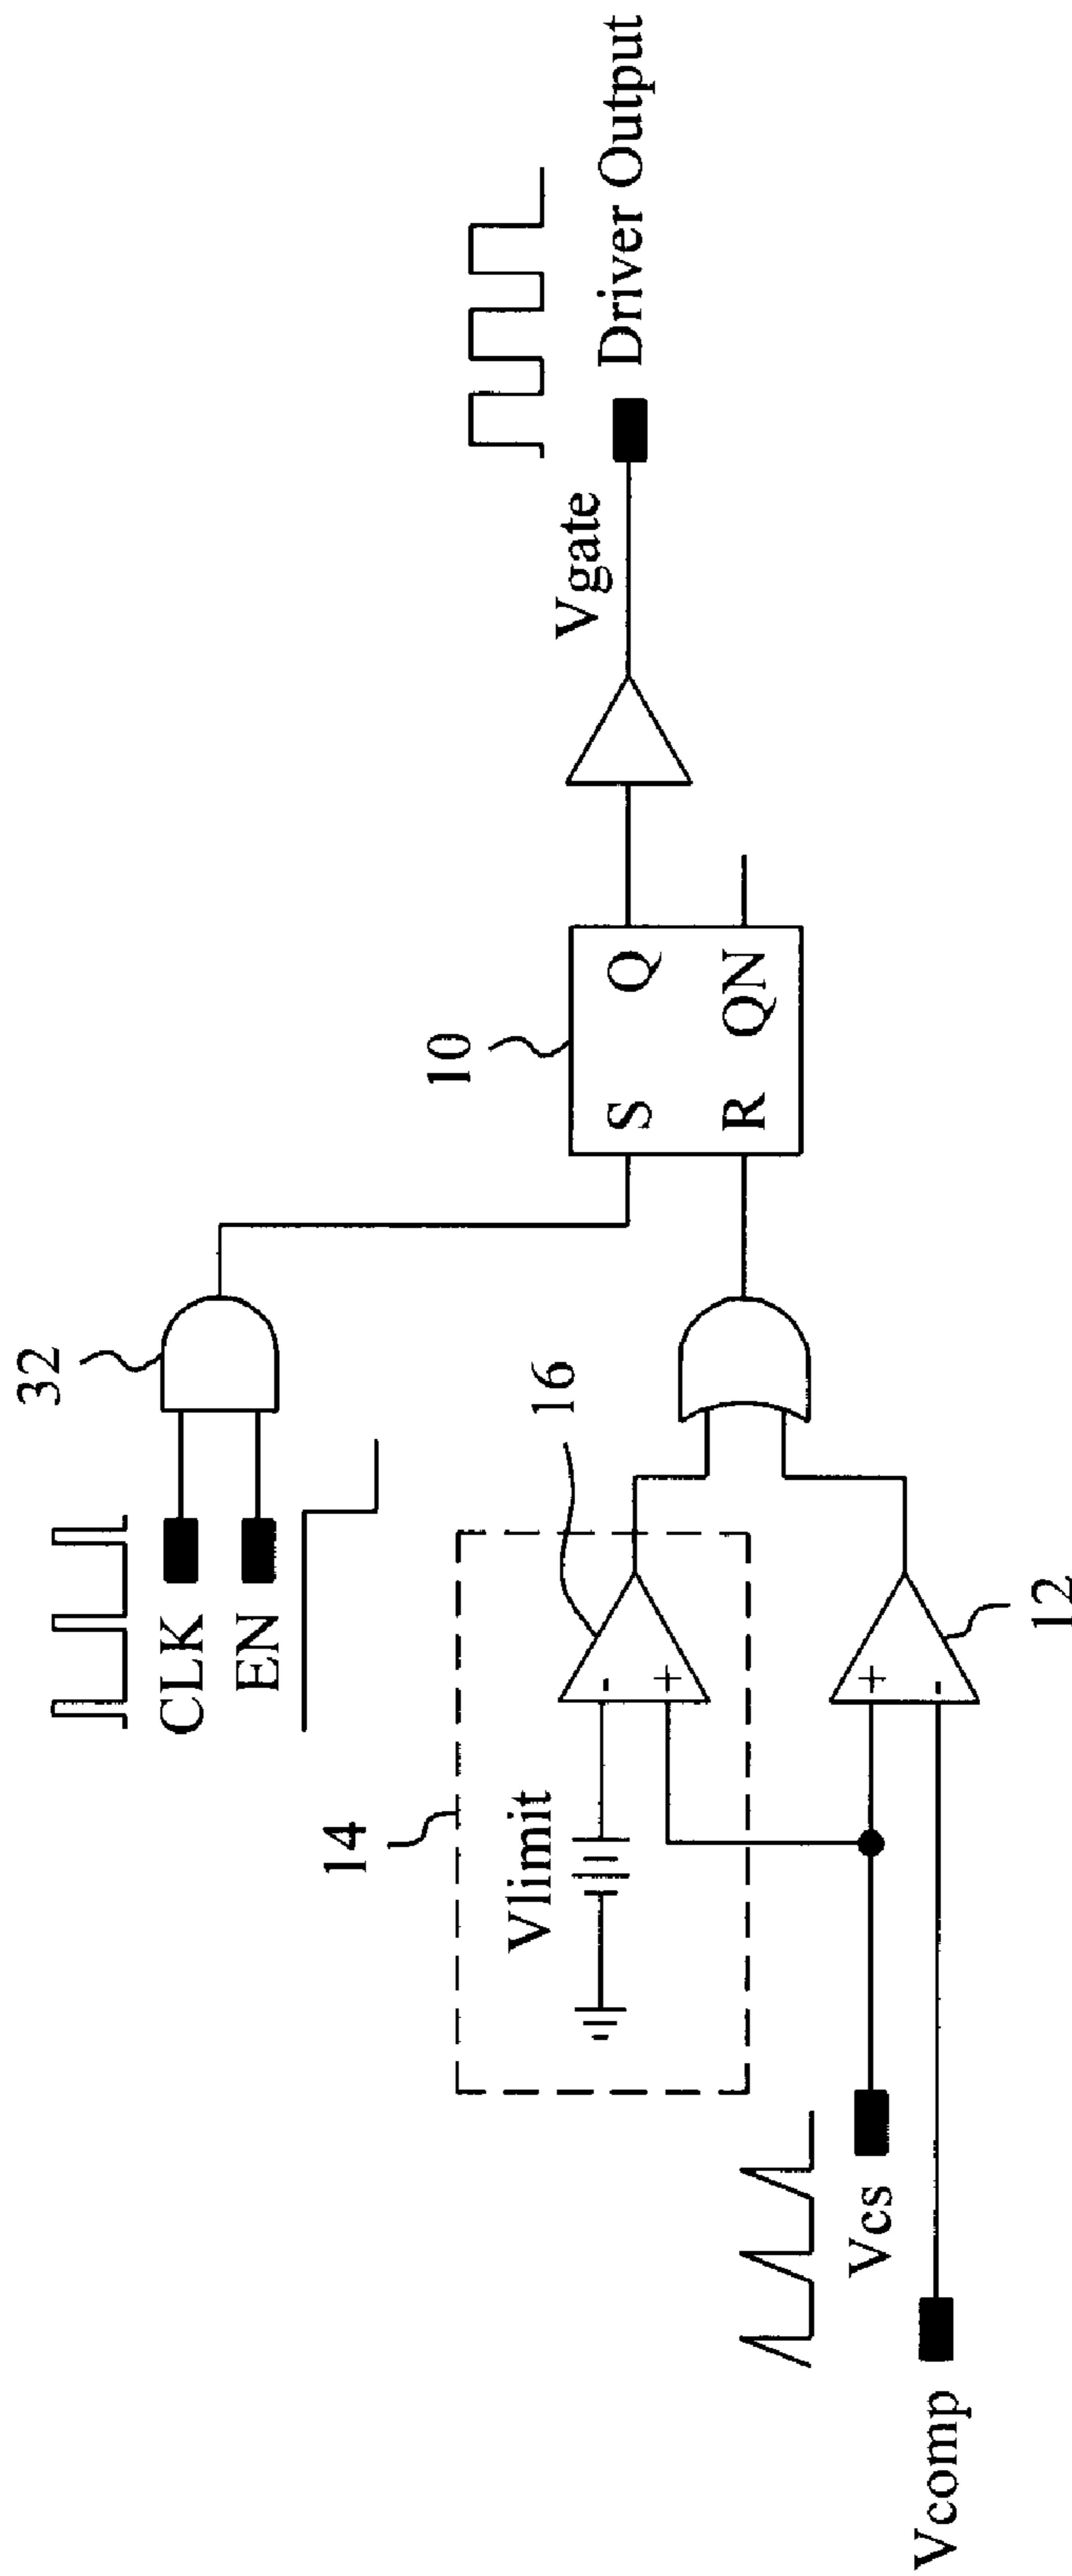 32
CLK
EN
14
Vlimit
16
10
S
Q
R
QN
Vgate
Driver Output
-
+
Vcs
+
-
12
Vcomp